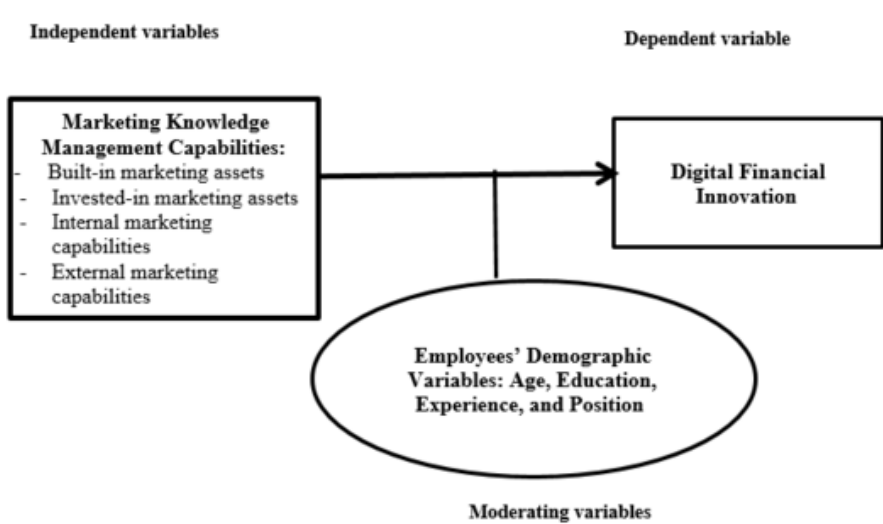 Independent variables
Dependent variable
Marketing Knowledge
Management Capabilities:
- Built-in marketing assets
- Invested-in marketing assets
- Internal marketing
capabilities
- External marketing
capabilities
Digital Financial
Innovation
Employees’ Demographic
Variables: Age, Education,
Experience, and Position
Moderating variables